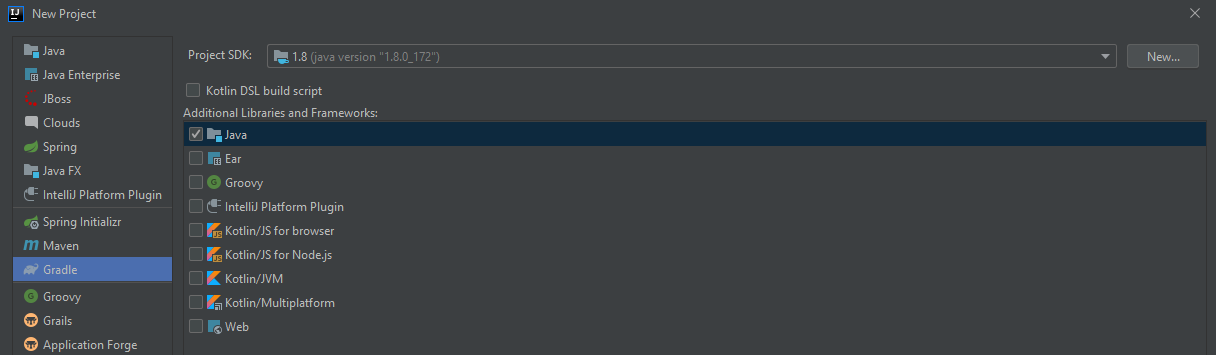 New Project
Java
Java Enterprise
JBoss
Clouds
Spring
Java FX
IntelliJ Platform Plugin
Spring Initializr
Maven
Gradle
Groovy
Grails
Application Forge
Project SDK: 1.8 (java version "1.8.0_172") New...
Kotlin DSL build script
Additional Libraries and Frameworks:
Java
Ear
Groovy
IntelliJ Platform Plugin
Kotlin/JS for browser
Kotlin/JS for Node.js
Kotlin/JVM
Kotlin/Multiplatform
Web